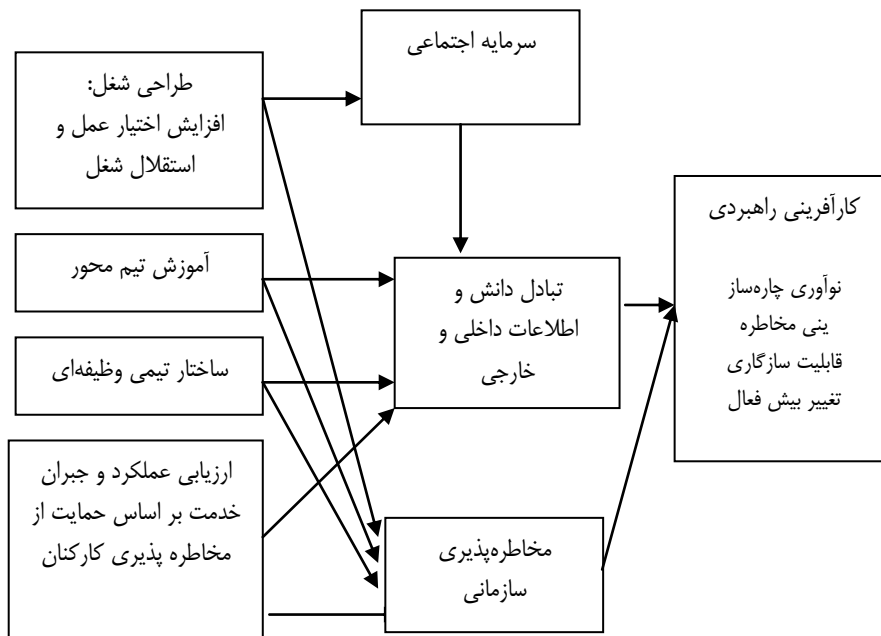 سرمایه اجتماعی
طراحی شغل:
افزایش اختیار عمل و
استقلال شغل
کارآفرینی راهبردی
نوآوری چاره‌ساز
ینی مخاطره
قابلیت سازگاری
تغییر بیش فعال
آموزش تیم محور
تبادل دانش و
اطلاعات داخلی و
خارجی
ساختار تیمی وظیفه‌ای
ارزیابی عملکرد و جبران
خدمت بر اساس حمایت از
مخاطره پذیری کارکنان
مخاطره‌پذیری
سازمانی